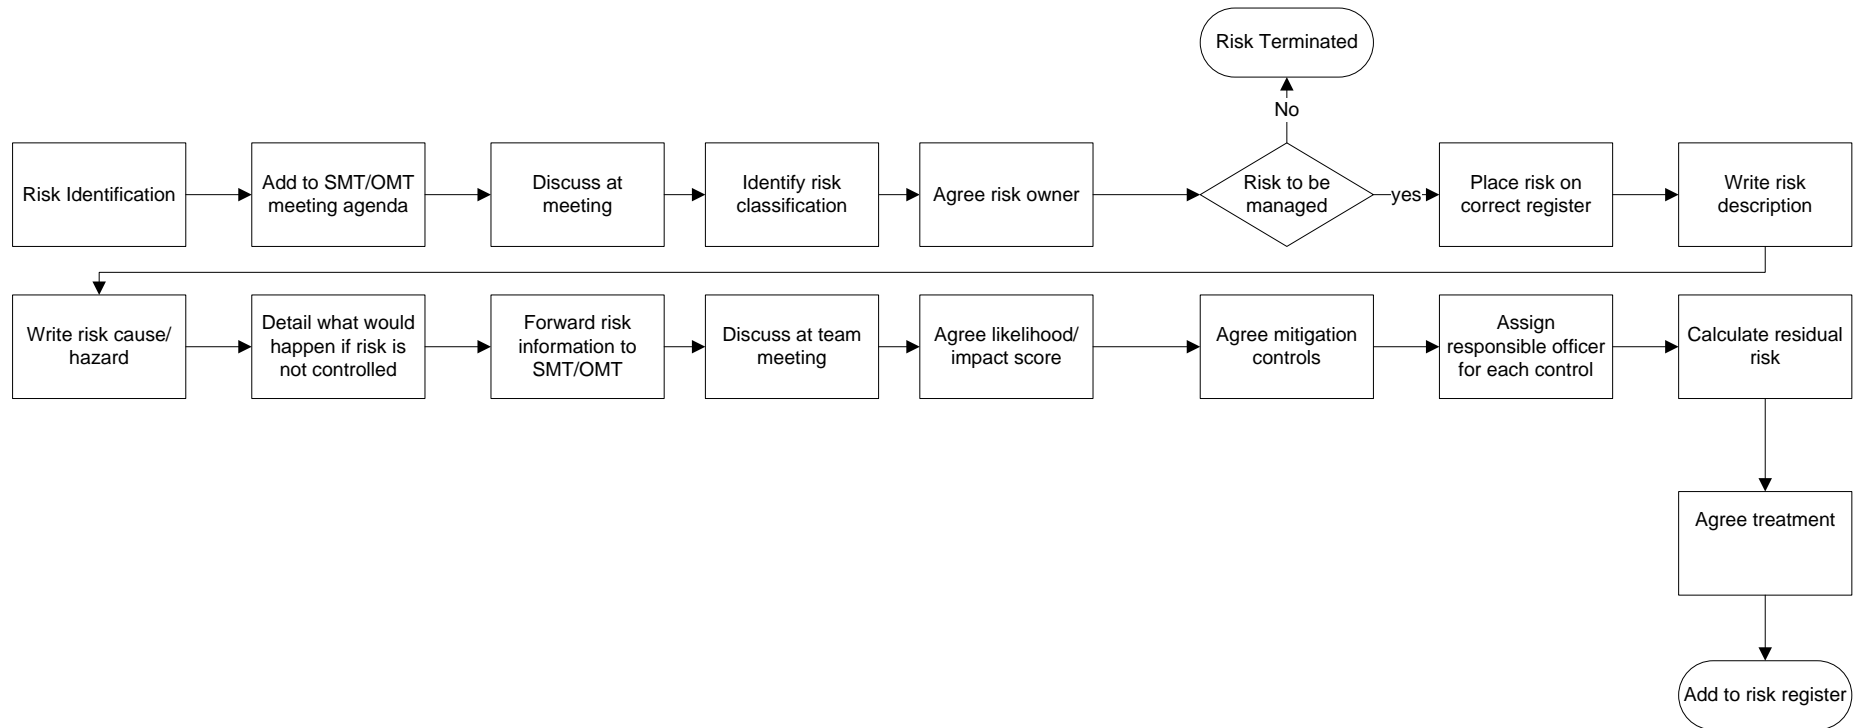 Risk Terminated
No
Risk Identification
Add to SMT/OMT
meeting agenda
Discuss at
meeting
Identify risk
classification
Agree risk owner
Risk to be
managed
yes
Place risk on
correct register
Write risk
description
Write risk cause/
hazard
Detail what would
happen if risk is
not controlled
Forward risk
information to
SMT/OMT
Discuss at team
meeting
Agree likelihood/
impact score
Agree mitigation
controls
Assign
responsible officer
for each control
Calculate residual
risk
Agree treatment
Add to risk register